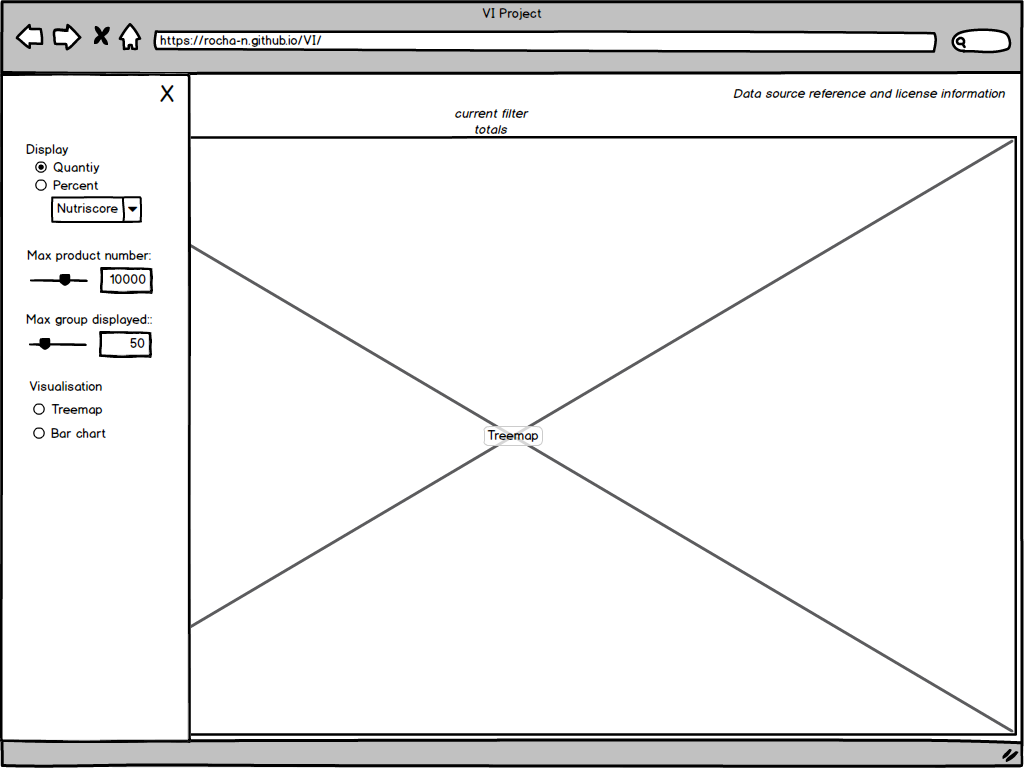 VI Project
https://rocha-n.github.io/VI/
X
Data source reference and license information
current filter
totals
Display
Quantiy
Percent
Nutriscore
Max product number:
10000
Max group displayed::
50
Visualisation
Treemap
Bar chart
Treemap